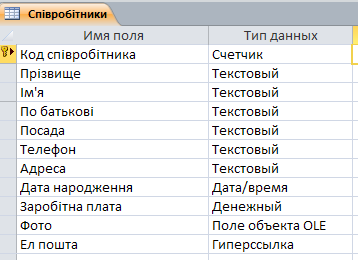 Співробітники
Имя поля Тип данных
Код співробітника Счетчик
Прізвище Текстовый
Ім'я Текстовый
По батькові Текстовый
Посада Текстовый
Телефон Текстовый
Адреса Текстовый
Дата народження Дата/время
Заробітна плата Денежный
Фото Поле объекта OLE
Ел пошта Гиперссылка